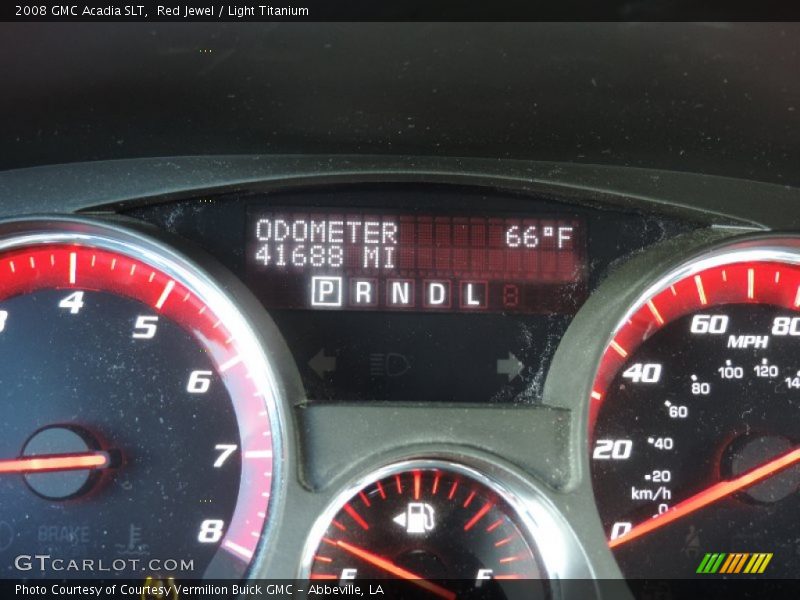 2008 GMC Acadia SLT, Red Jewel / Light Titanium
ODOMETER 66°F
41688 MI
P R N D L
4 5 6 7 8
BRAKE
E F
0 20 40 60 80
MPH
0 20 40 60 80 100 120
km/h
GTCARLOT.COM
Photo Courtesy of Courtesy Vermilion Buick GMC - Abbeville, LA